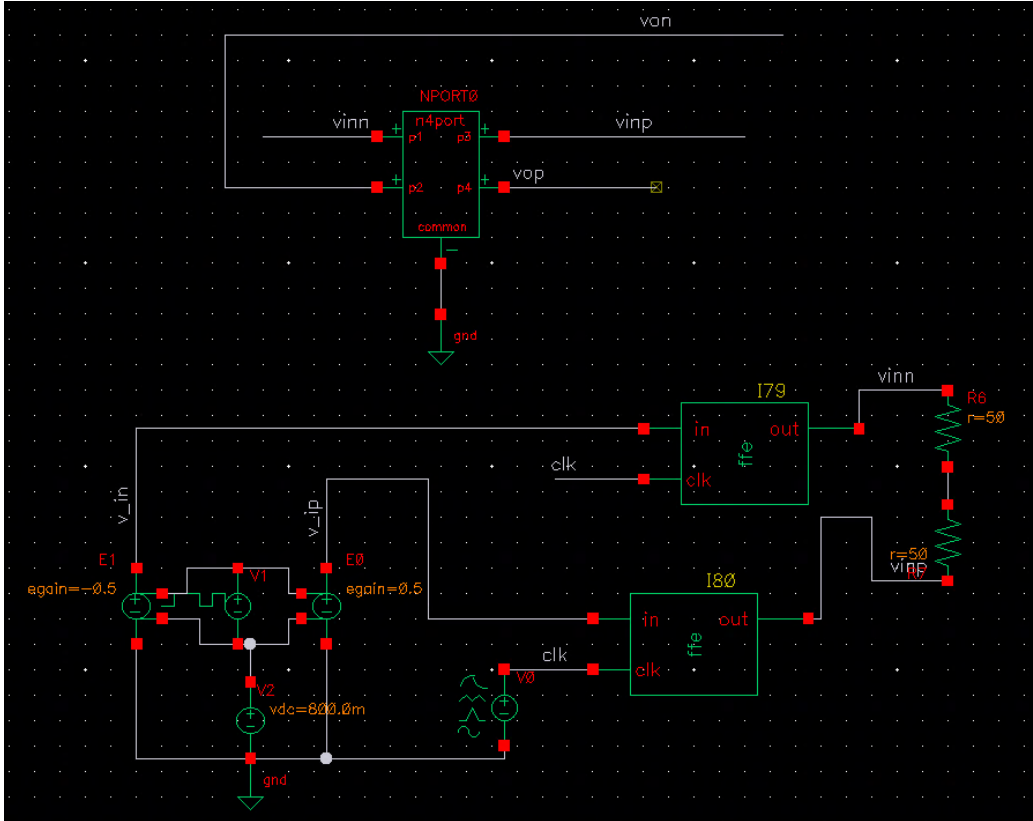 von
NPORT0
n4port
vinn
vinp
p1
p3
vop
p2
p4
common
gnd
I79
vinn
R6
r=50
in
out
ffe
clk
clk
v_in
v_ip
E1
V1
E0
egain=-0.5
egain=0.5
r=50
vinp
R7
I80
in
out
ffe
clk
clk
V0
V2
vdc=800.0m
gnd